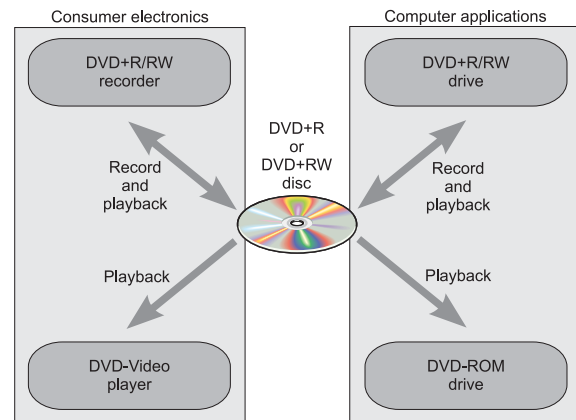 Consumer electronics
Computer applications
DVD+R/RW
recorder
DVD+R/RW
drive
DVD+R
or
DVD+RW
disc
Record
and
playback
Record
and
playback
Playback
Playback
DVD-Video
player
DVD-ROM
drive